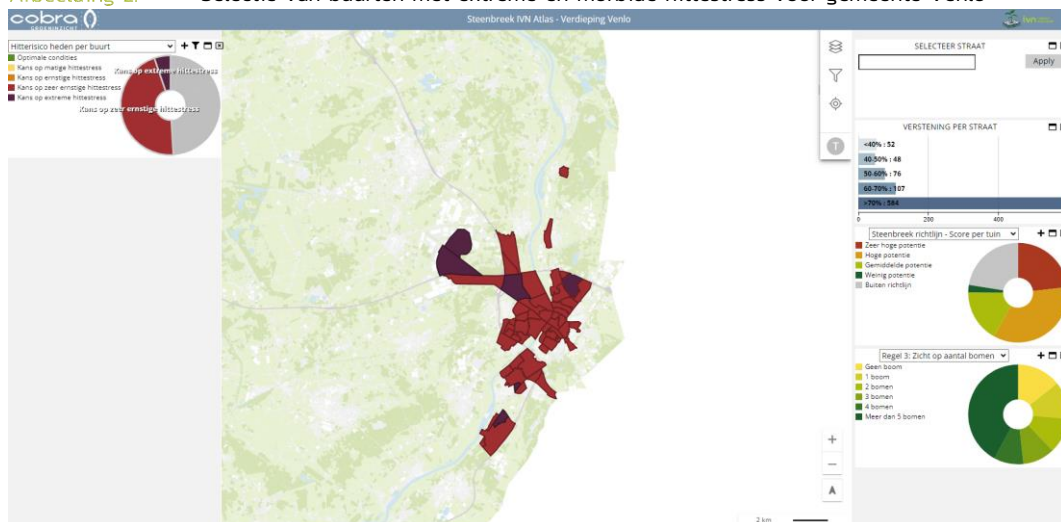 Afbeelding 27 Selectie van buurten met extreme en morbide hittestress voor gemeente Venlo
cobra
GROENINZICHT
Steenbreek IVN Atlas - Verdieping Venlo
ivn atlas
Hitterisico heden per buurt
Optimale condities
Kans op matige hittestress
Kans op ernstige hittestress
Kans op zeer ernstige hittestress
Kans op extreme hittestress
Kans op extreme hittestress
Kans op zeer ernstige hittestress
T
SELECTEER STRAAT
Apply
VERSTENING PER STRAAT
<40% : 52
40-50% : 48
50-60% : 76
60-70% : 107
>70% : 584
0 200 400
Steenbreek richtlijn - Score per tuin
Zeer hoge potentie
Hoge potentie
Gemiddelde potentie
Weinig potentie
Buiten richtlijn
Regel 3: Zicht op aantal bomen
Geen boom
1 boom
2 bomen
3 bomen
4 bomen
Meer dan 5 bomen
2 km